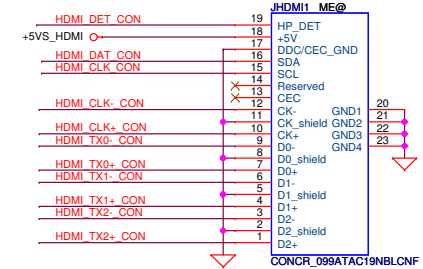 JHDMI1 ME@
HDMI_DET_CON 19 HP_DET
+5VS_HDMI 18 +5V
17 DDC/CEC_GND
HDMI_DAT_CON 16 SDA
HDMI_CLK_CON 15 SCL
14 Reserved
13 CEC
HDMI_CLK-_CON 12 CK- GND1 20
11 CK_shield GND2 21
HDMI_CLK+_CON 10 CK+ GND3 22
HDMI_TX0-_CON 9 D0- GND4 23
8 D0_shield
HDMI_TX0+_CON 7 D0+
HDMI_TX1-_CON 6 D1-
5 D1_shield
HDMI_TX1+_CON 4 D1+
HDMI_TX2-_CON 3 D2-
2 D2_shield
HDMI_TX2+_CON 1 D2+
CONCR_099ATAC19NBLCNF